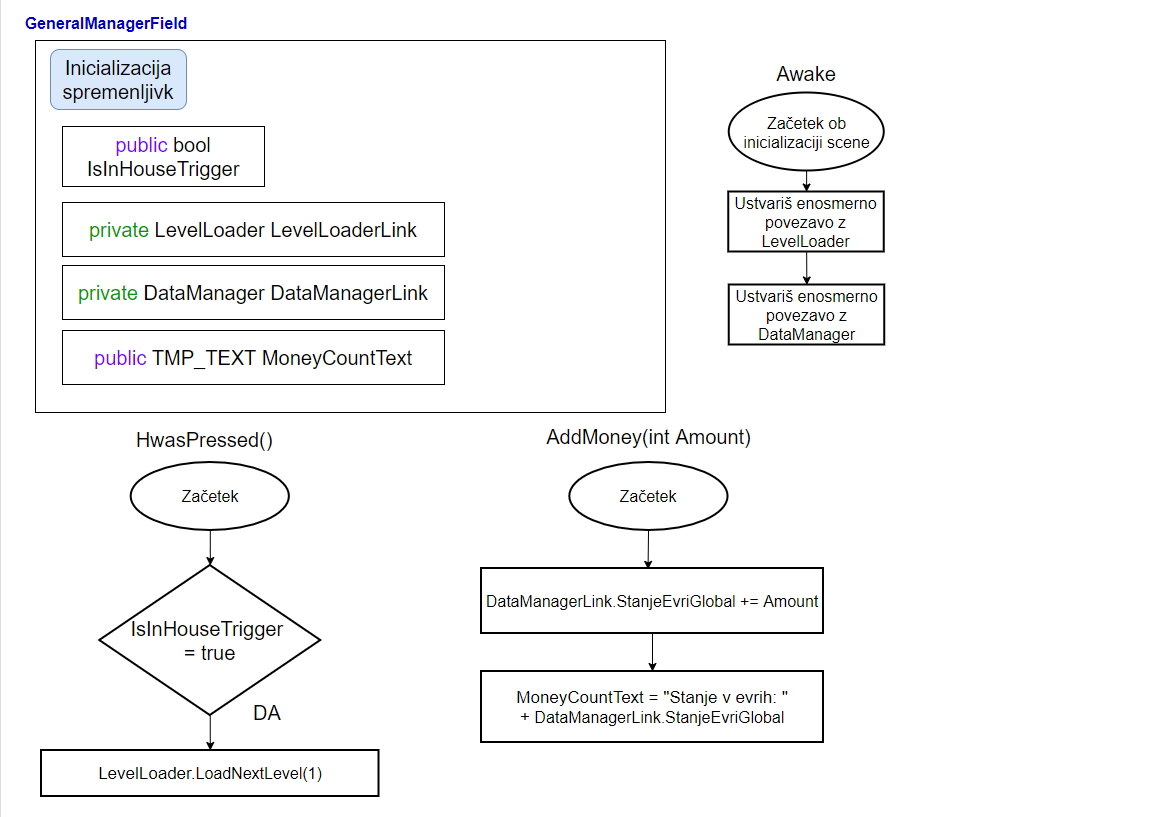 GeneralManagerField
Inicializacija
spremenljivk
public bool
IsInHouseTrigger
private LevelLoader LevelLoaderLink
private DataManager DataManagerLink
public TMP_TEXT MoneyCountText
Awake
Začetek ob
inicializaciji scene
Ustvariš enosmerno
povezavo z
LevelLoader
Ustvariš enosmerno
povezavo z
DataManager
HwasPressed()
Začetek
IsInHouseTrigger
= true
DA
LevelLoader.LoadNextLevel(1)
AddMoney(int Amount)
Začetek
DataManagerLink.StanjeEvriGlobal += Amount
MoneyCountText = "Stanje v evrih: "
+ DataManagerLink.StanjeEvriGlobal